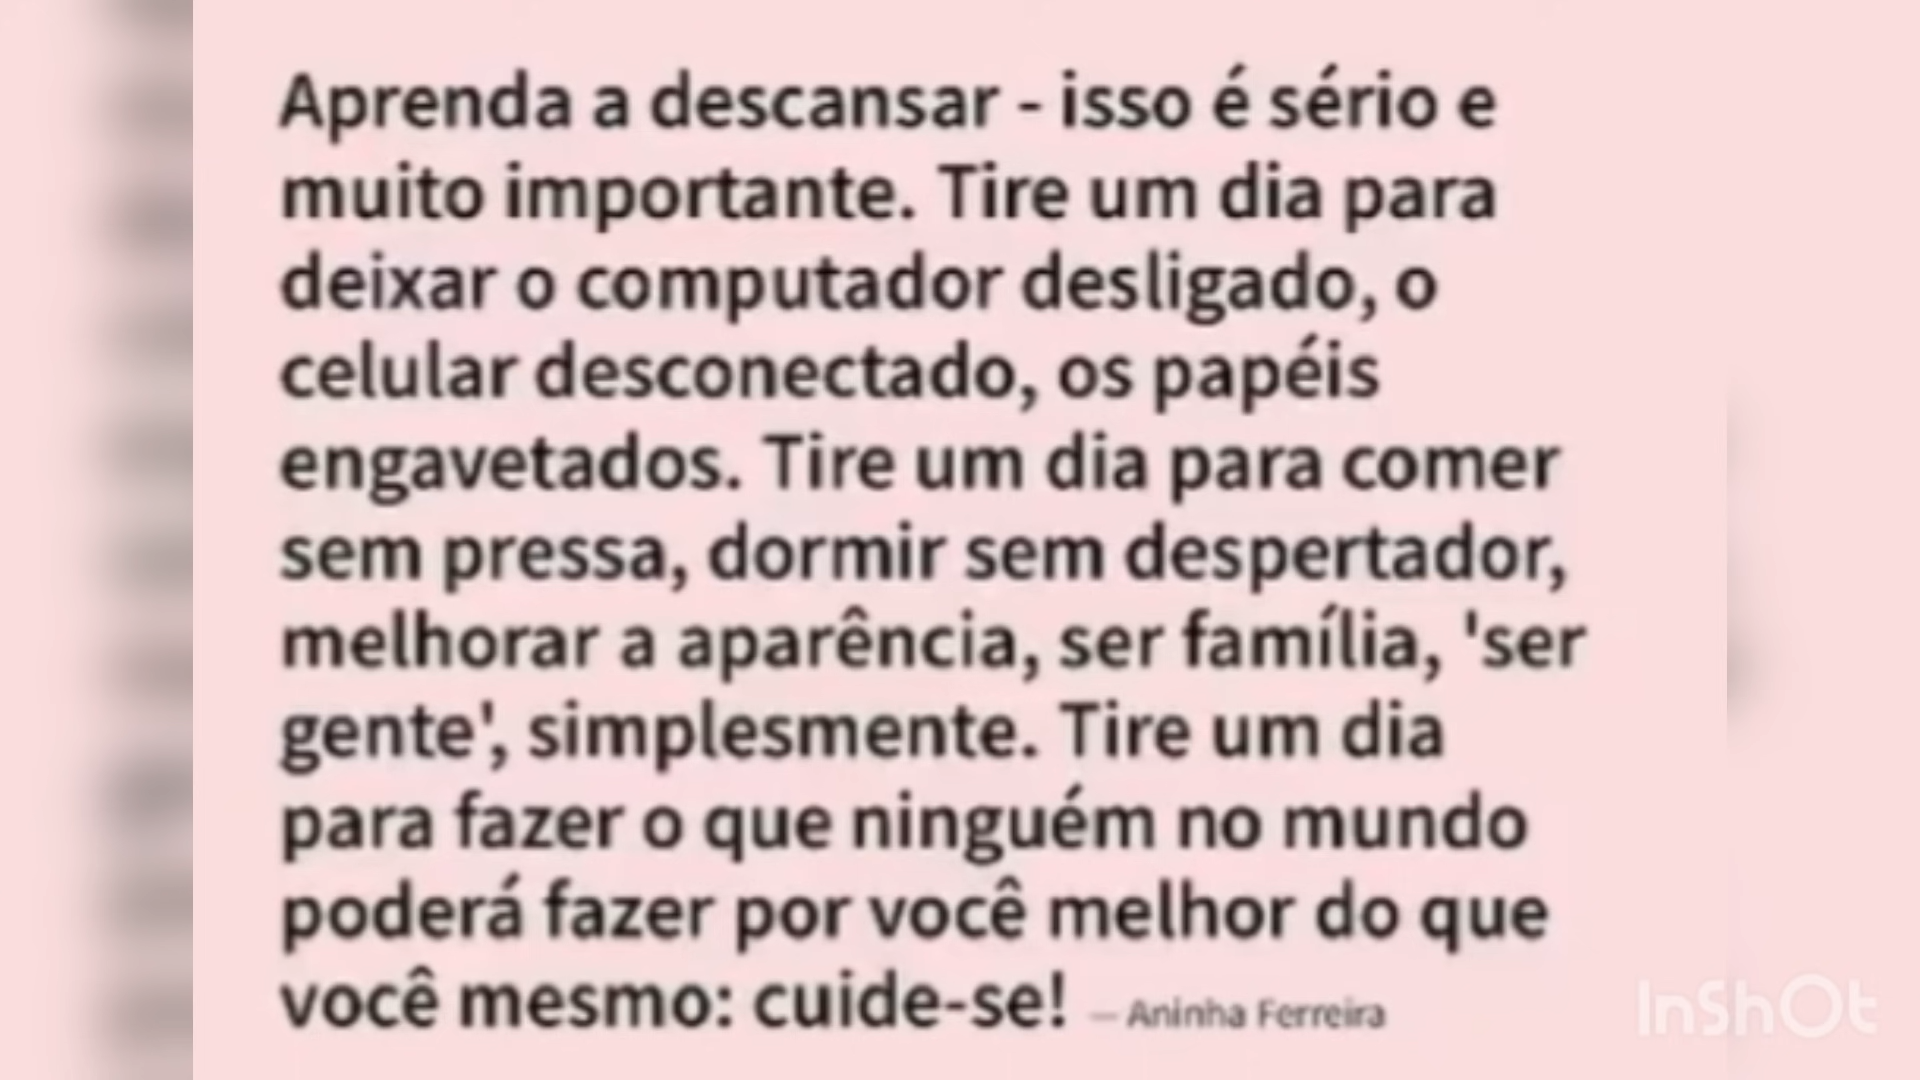 Aprenda a descansar - isso é sério e
muito importante. Tire um dia para
deixar o computador desligado, o
celular desconectado, os papéis
engavetados. Tire um dia para comer
sem pressa, dormir sem despertador,
melhorar a aparência, ser família, 'ser
gente', simplesmente. Tire um dia
para fazer o que ninguém no mundo
poderá fazer por você melhor do que
você mesmo: cuide-se! — Aninha Ferreira
InShOt